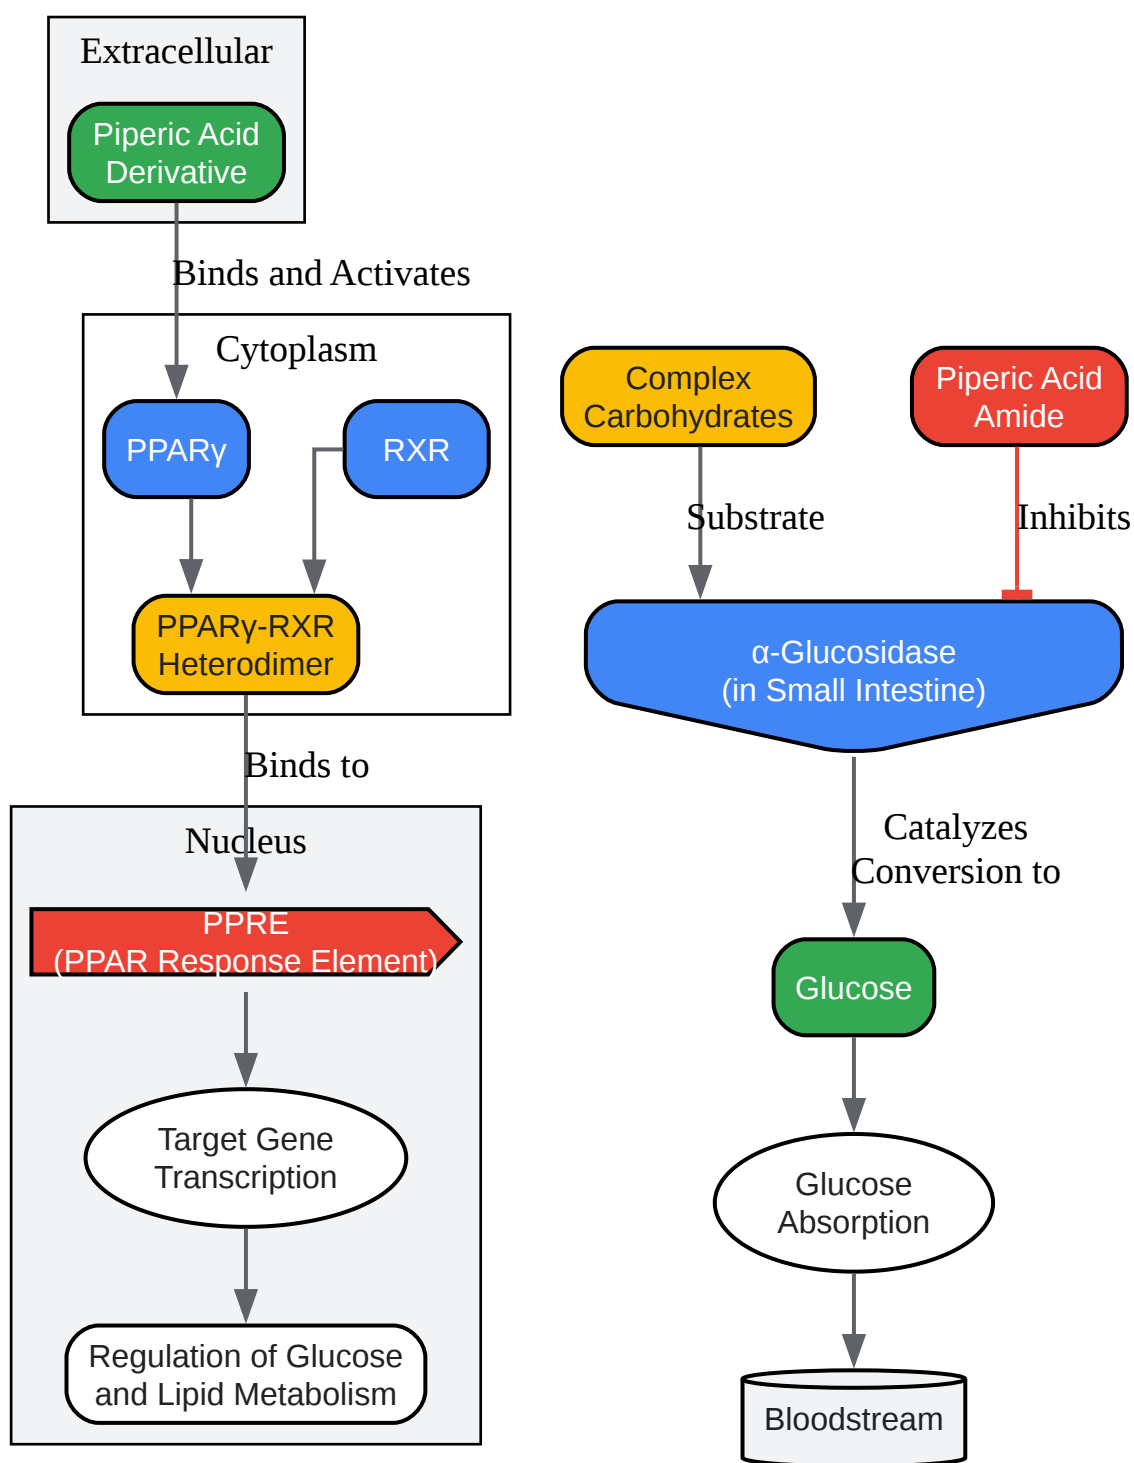 Extracellular
Piperic Acid
Derivative
Binds and Activates
Cytoplasm
PPARγ
RXR
PPARγ-RXR
Heterodimer
Binds to
Nucleus
PPRE
(PPAR Response Element)
Target Gene
Transcription
Regulation of Glucose
and Lipid Metabolism
Complex
Carbohydrates
Piperic Acid
Amide
Substrate
Inhibits
α-Glucosidase
(in Small Intestine)
Catalyzes
Conversion to
Glucose
Glucose
Absorption
Bloodstream